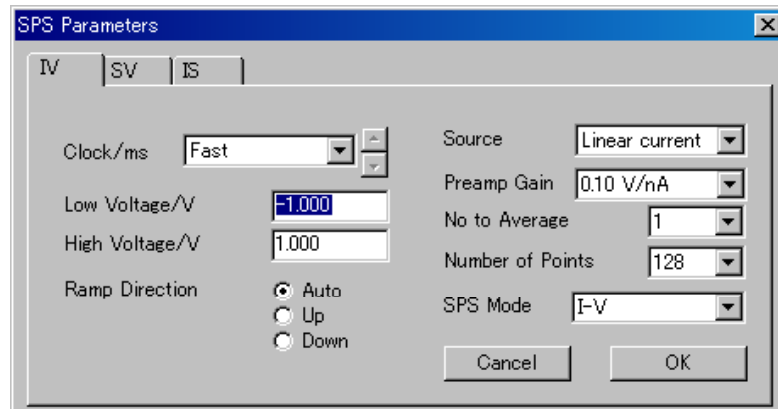 SPS Parameters
IV SV IS
Clock/ms Fast
Low Voltage/V -1.000
High Voltage/V 1.000
Ramp Direction Auto
Up
Down
Source Linear current
Preamp Gain 0.10 V/nA
No to Average 1
Number of Points 128
SPS Mode I-V
Cancel OK